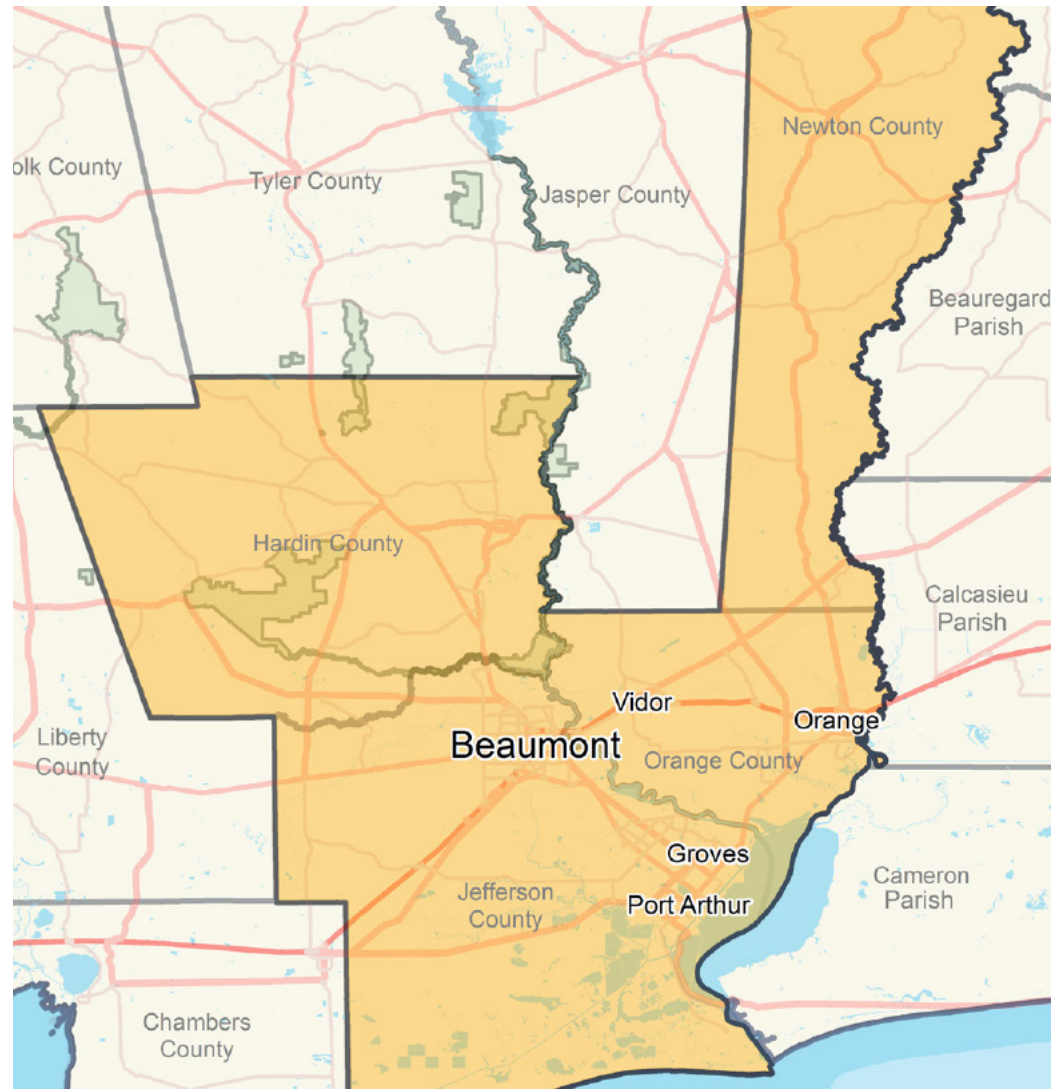 Newton County
olk County
Tyler County
Jasper County
Beauregard
Parish
Hardin County
Calcasieu
Parish
Vidor
Orange
Liberty
County
Beaumont
Orange County
Groves
Cameron
Parish
Jefferson
County
Port Arthur
Chambers
County